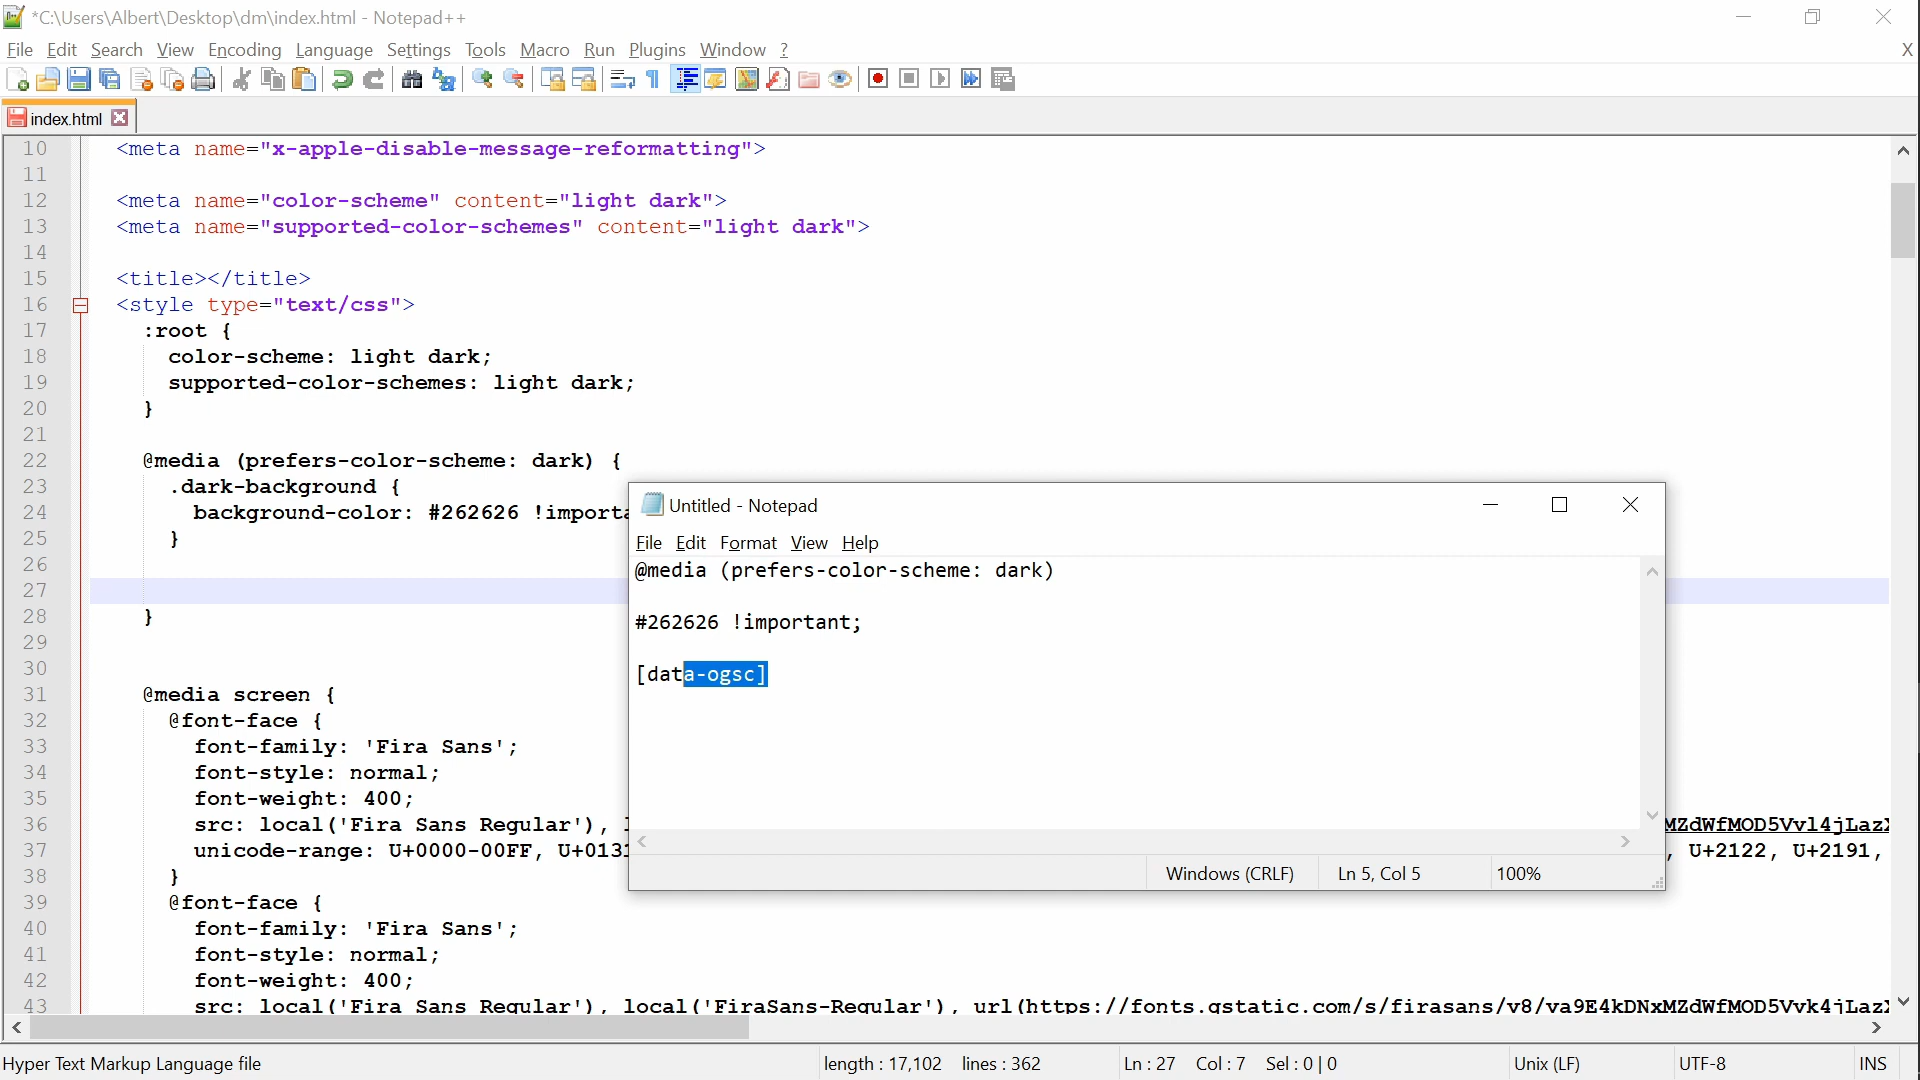 *C:\Users\Albert\Desktop\dm\index.html - Notepad++
File Edit Search View Encoding Language Settings Tools Macro Run Plugins Window ? X
index.html
10 <meta name="x-apple-disable-message-reformatting">
11
12 <meta name="color-scheme" content="light dark">
13 <meta name="supported-color-schemes" content="light dark">
14
15 <title></title>
16 <style type="text/css">
17 :root {
18 color-scheme: light dark;
19 supported-color-schemes: light dark;
20 }
21
22 @media (prefers-color-scheme: dark) {
23 .dark-background {
24 background-color: #262626 !importa
25 }
26
27
28 }
29
30
31 @media screen {
32 @font-face {
33 font-family: 'Fira Sans';
34 font-style: normal;
35 font-weight: 400;
36 src: local('Fira Sans Regular'), MZdWfMOD5Vvl4jLaz
37 unicode-range: U+0000-00FF, U+0131 , U+2122, U+2191,
38 }
39 @font-face {
40 font-family: 'Fira Sans';
41 font-style: normal;
42 font-weight: 400;
43 src: local('Fira Sans Regular'), local('FiraSans-Regular'), url(https://fonts.gstatic.com/s/firasans/v8/va9E4kDNxMZdWfMOD5Vvk4jLaz
Untitled - Notepad
File Edit Format View Help
@media (prefers-color-scheme: dark)
#262626 !important;
[data-ogsc]
Windows (CRLF) Ln 5, Col 5 100%
Hyper Text Markup Language file length : 17,102 lines : 362 Ln : 27 Col : 7 Sel : 0 | 0 Unix (LF) UTF-8 INS